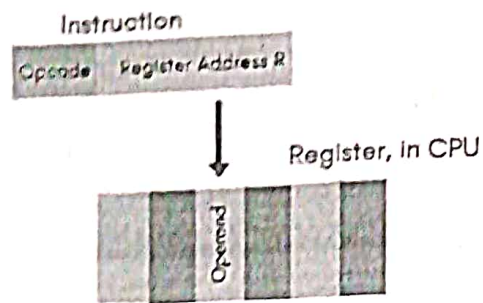 Instruction
Opcode Register Address R
Register, in CPU
Operand